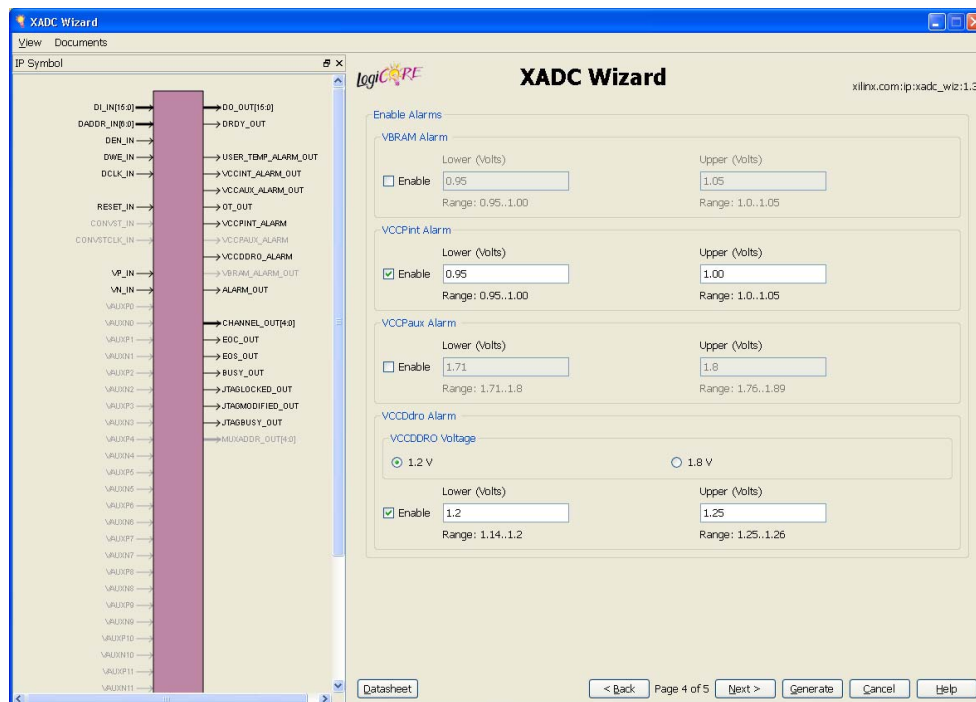 XADC Wizard
View Documents
IP Symbol
DI_IN[15:0]
DADDR_IN[6:0]
DEN_IN
DWE_IN
DCLK_IN
RESET_IN
CONVST_IN
CONVSTCLK_IN
VP_IN
VN_IN
VAUXP0
VAUXN0
VAUXP1
VAUXN1
VAUXP2
VAUXN2
VAUXP3
VAUXN3
VAUXP4
VAUXN4
VAUXP5
VAUXN5
VAUXP6
VAUXN6
VAUXP7
VAUXN7
VAUXP8
VAUXN8
VAUXP9
VAUXN9
VAUXP10
VAUXN10
VAUXP11
VAUXN11
DO_OUT[15:0]
DRDY_OUT
USER_TEMP_ALARM_OUT
VCCINT_ALARM_OUT
VCCAUX_ALARM_OUT
OT_OUT
VCCPINT_ALARM
VCCPAUX_ALARM
VCCDDRO_ALARM
VBRAM_ALARM_OUT
ALARM_OUT
CHANNEL_OUT[4:0]
EOC_OUT
EOS_OUT
BUSY_OUT
JTAGLOCKED_OUT
JTAGMODIFIED_OUT
JTAGBUSY_OUT
MUXADDR_OUT[4:0]
LogiCORE
XADC Wizard
xilinx.com:ip:xadc_wiz:1.3
Enable Alarms
VBRAM Alarm
Lower (Volts) Upper (Volts)
Enable 0.95 1.05
Range: 0.95..1.00 Range: 1.0..1.05
VCCPint Alarm
Lower (Volts) Upper (Volts)
Enable 0.95 1.00
Range: 0.95..1.00 Range: 1.0..1.05
VCCPaux Alarm
Lower (Volts) Upper (Volts)
Enable 1.71 1.8
Range: 1.71..1.8 Range: 1.76..1.89
VCCDdro Alarm
VCCDDRO Voltage
1.2 V 1.8 V
Lower (Volts) Upper (Volts)
Enable 1.2 1.25
Range: 1.14..1.2 Range: 1.25..1.26
Datasheet < Back Page 4 of 5 Next > Generate Cancel Help